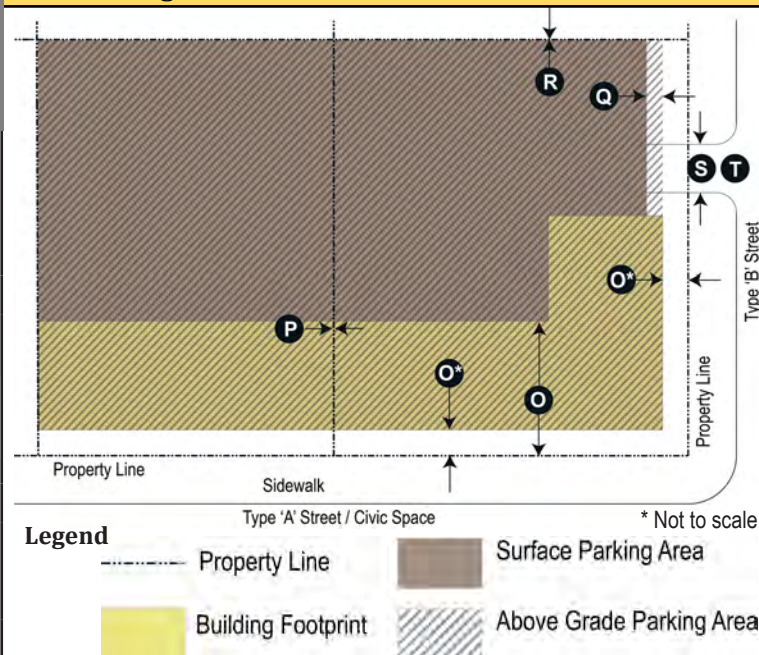 R
Q
S T
Type 'B' Street
O*
P
O*
O
Property Line
Property Line
Sidewalk
Type 'A' Street / Civic Space
* Not to scale
Legend
Property Line
Surface Parking Area
Building Footprint
Above Grade Parking Area